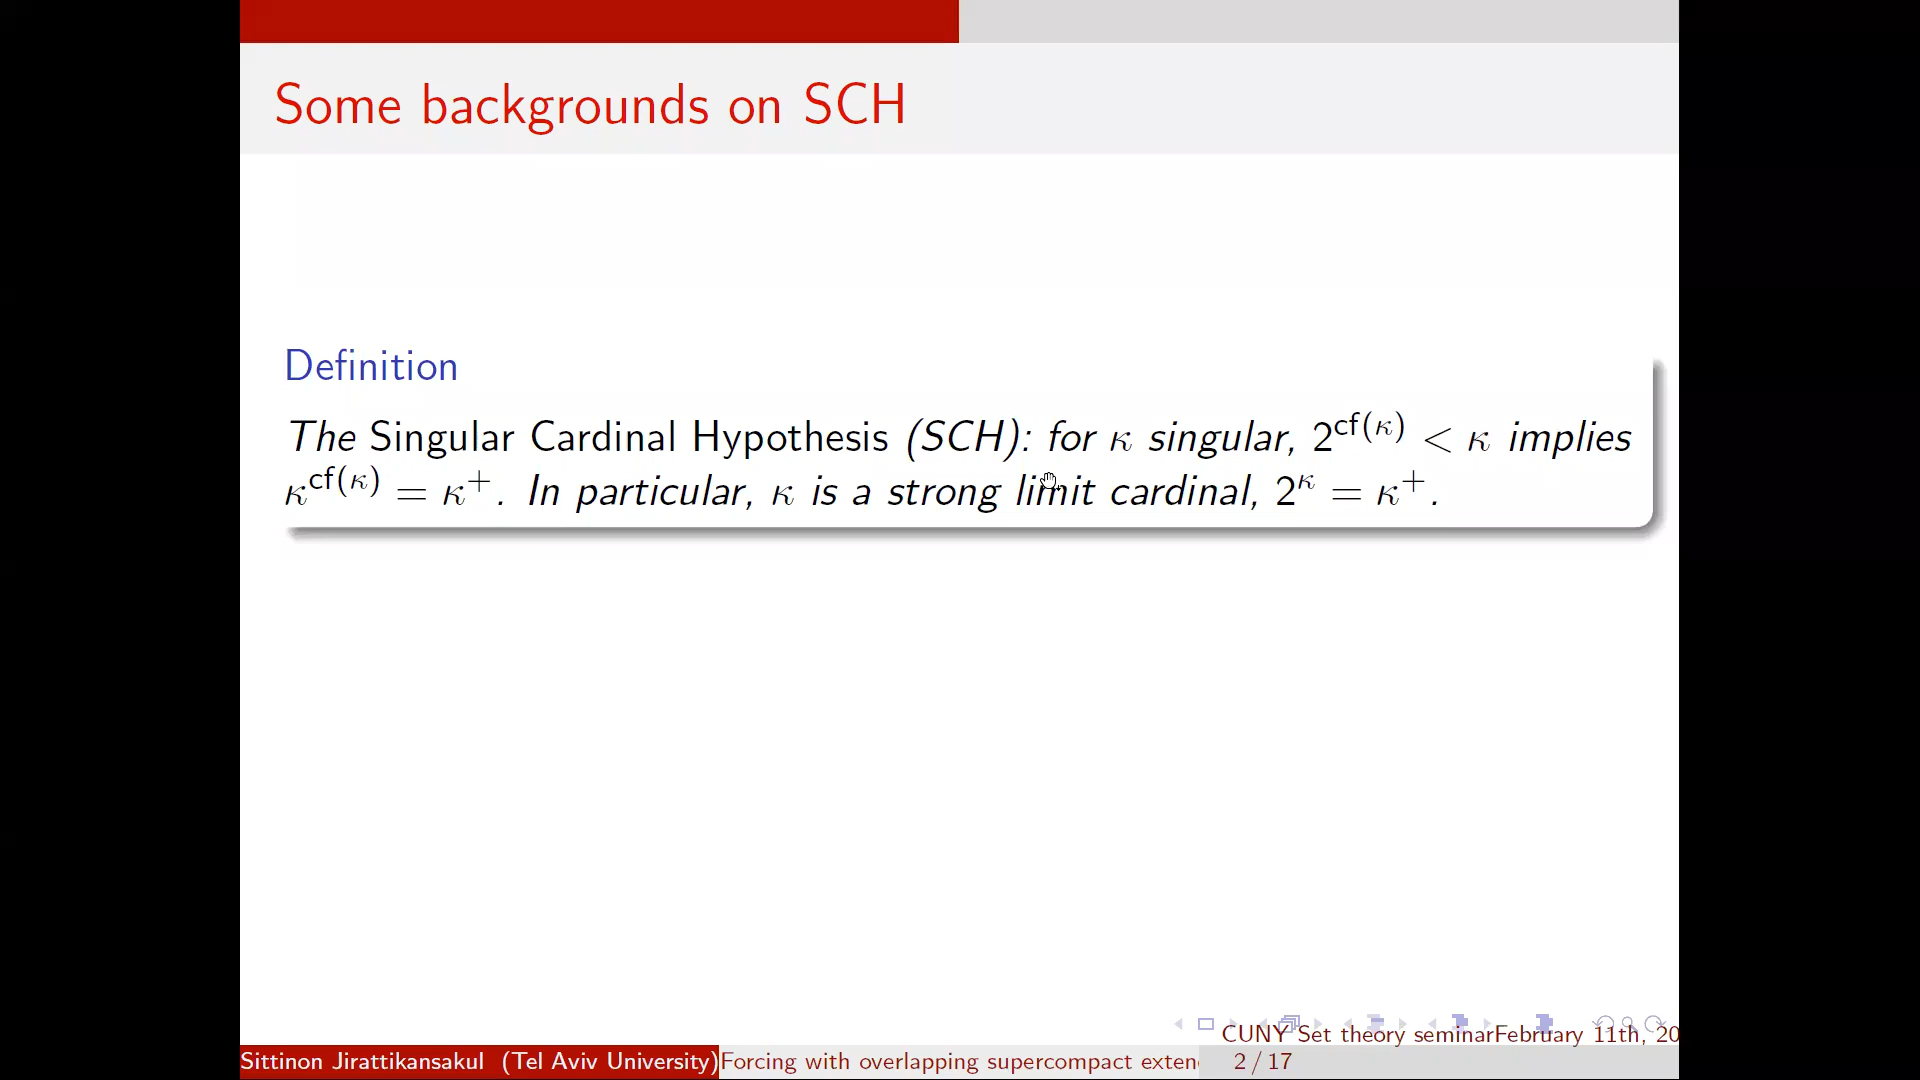 Some backgrounds on SCH
Definition
The Singular Cardinal Hypothesis (SCH): for κ singular, 2^cf(κ) < κ implies
κ^cf(κ) = κ^+. In particular, κ is a strong limit cardinal, 2^κ = κ^+.
CUNY Set theory seminarFebruary 11th, 20
Sittinon Jirattikansakul (Tel Aviv University) Forcing with overlapping supercompact exten 2 / 17